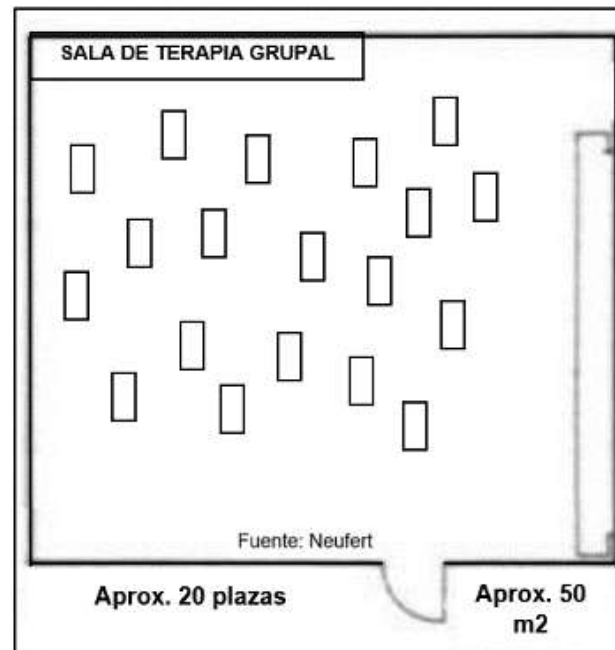 SALA DE TERAPIA GRUPAL
Fuente: Neufert
Aprox. 20 plazas
Aprox. 50
m2